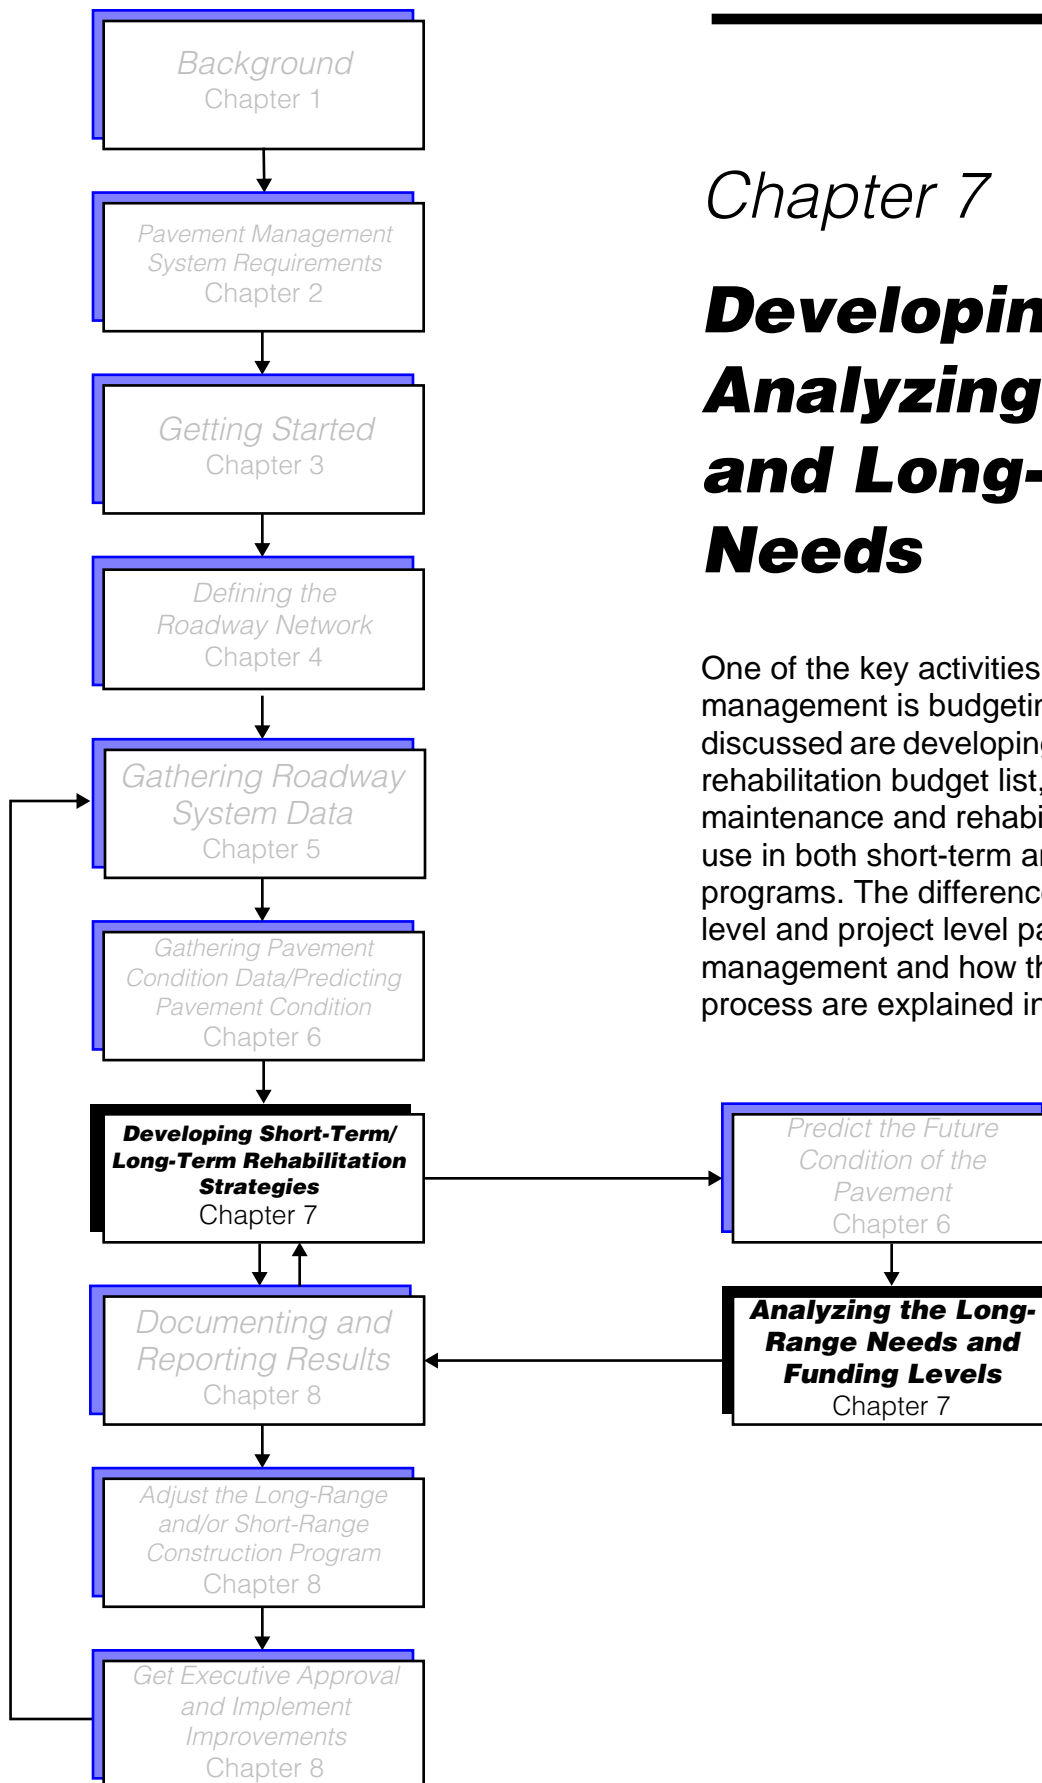 Background
Chapter 1
Pavement Management
System Requirements
Chapter 2
Getting Started
Chapter 3
Defining the
Roadway Network
Chapter 4
Gathering Roadway
System Data
Chapter 5
Gathering Pavement
Condition Data/Predicting
Pavement Condition
Chapter 6
Developing Short-Term/
Long-Term Rehabilitation
Strategies
Chapter 7
Documenting and
Reporting Results
Chapter 8
Adjust the Long-Range
and/or Short-Range
Construction Program
Chapter 8
Get Executive Approval
and Implement
Improvements
Chapter 8
Chapter 7
Developin
Analyzing
and Long-
Needs
One of the key activities
management is budgetin
discussed are developing
rehabilitation budget list,
maintenance and rehabi
use in both short-term a
programs. The difference
level and project level pa
management and how th
process are explained in
Predict the Future
Condition of the
Pavement
Chapter 6
Analyzing the Long-
Range Needs and
Funding Levels
Chapter 7